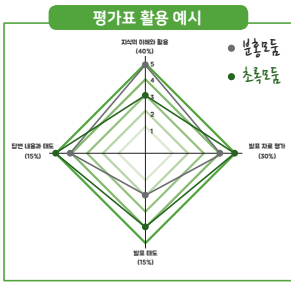 평가표 활용 예시
분홍모둠
초록모둠
지식의 이해와 활용
(40%)
5
4
3
2
1
답변 내용과 태도
(15%)
발표 자료 평가
(30%)
발표 태도
(15%)